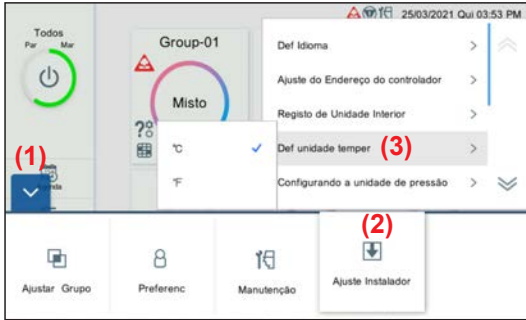 25/03/2021 Qui 03:53 PM
Todos
Par Mar
Group-01
Misto
Def Idioma
Ajuste do Endereço do controlador
Registo de Unidade Interior
Def unidade temper (3)
Configurando a unidade de pressão
°C
°F
(1)
(2)
Ajustar Grupo
Preferenc
Manutenção
Ajuste Instalador